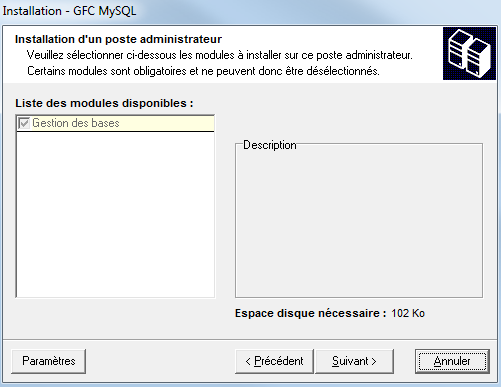 Installation - GFC MySQL
Installation d'un poste administrateur
Veuillez sélectionner ci-dessous les modules à installer sur ce poste administrateur.
Certains modules sont obligatoires et ne peuvent donc être désélectionnés.
Liste des modules disponibles :
Gestion des bases
Description
Espace disque nécessaire : 102 Ko
Paramètres
< Précédent
Suivant >
Annuler